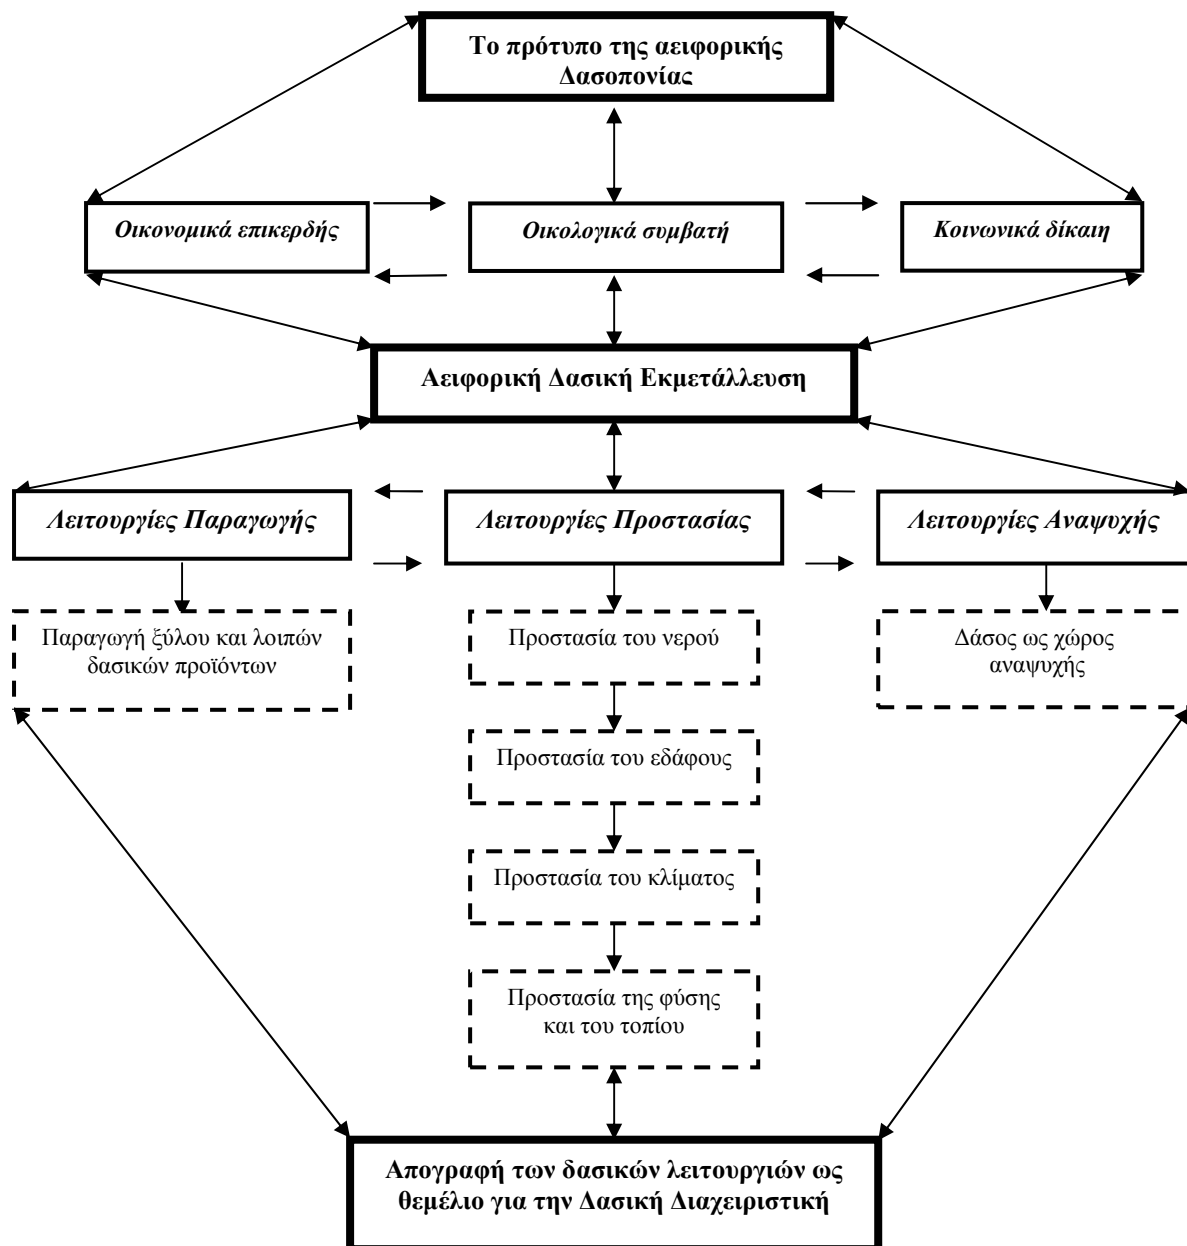 Το πρότυπο της αειφορικής
Δασοπονίας
Οικονομικά επικερδής
Οικολογικά συμβατή
Κοινωνικά δίκαιη
Αειφορική Δασική Εκμετάλλευση
Λειτουργίες Παραγωγής
Λειτουργίες Προστασίας
Λειτουργίες Αναψυχής
Παραγωγή ξύλου και λοιπών
δασικών προϊόντων
Προστασία του νερού
Δάσος ως χώρος
αναψυχής
Προστασία του εδάφους
Προστασία του κλίματος
Προστασία της φύσης
και του τοπίου
Απογραφή των δασικών λειτουργιών ως
θεμέλιο για την Δασική Διαχειριστική